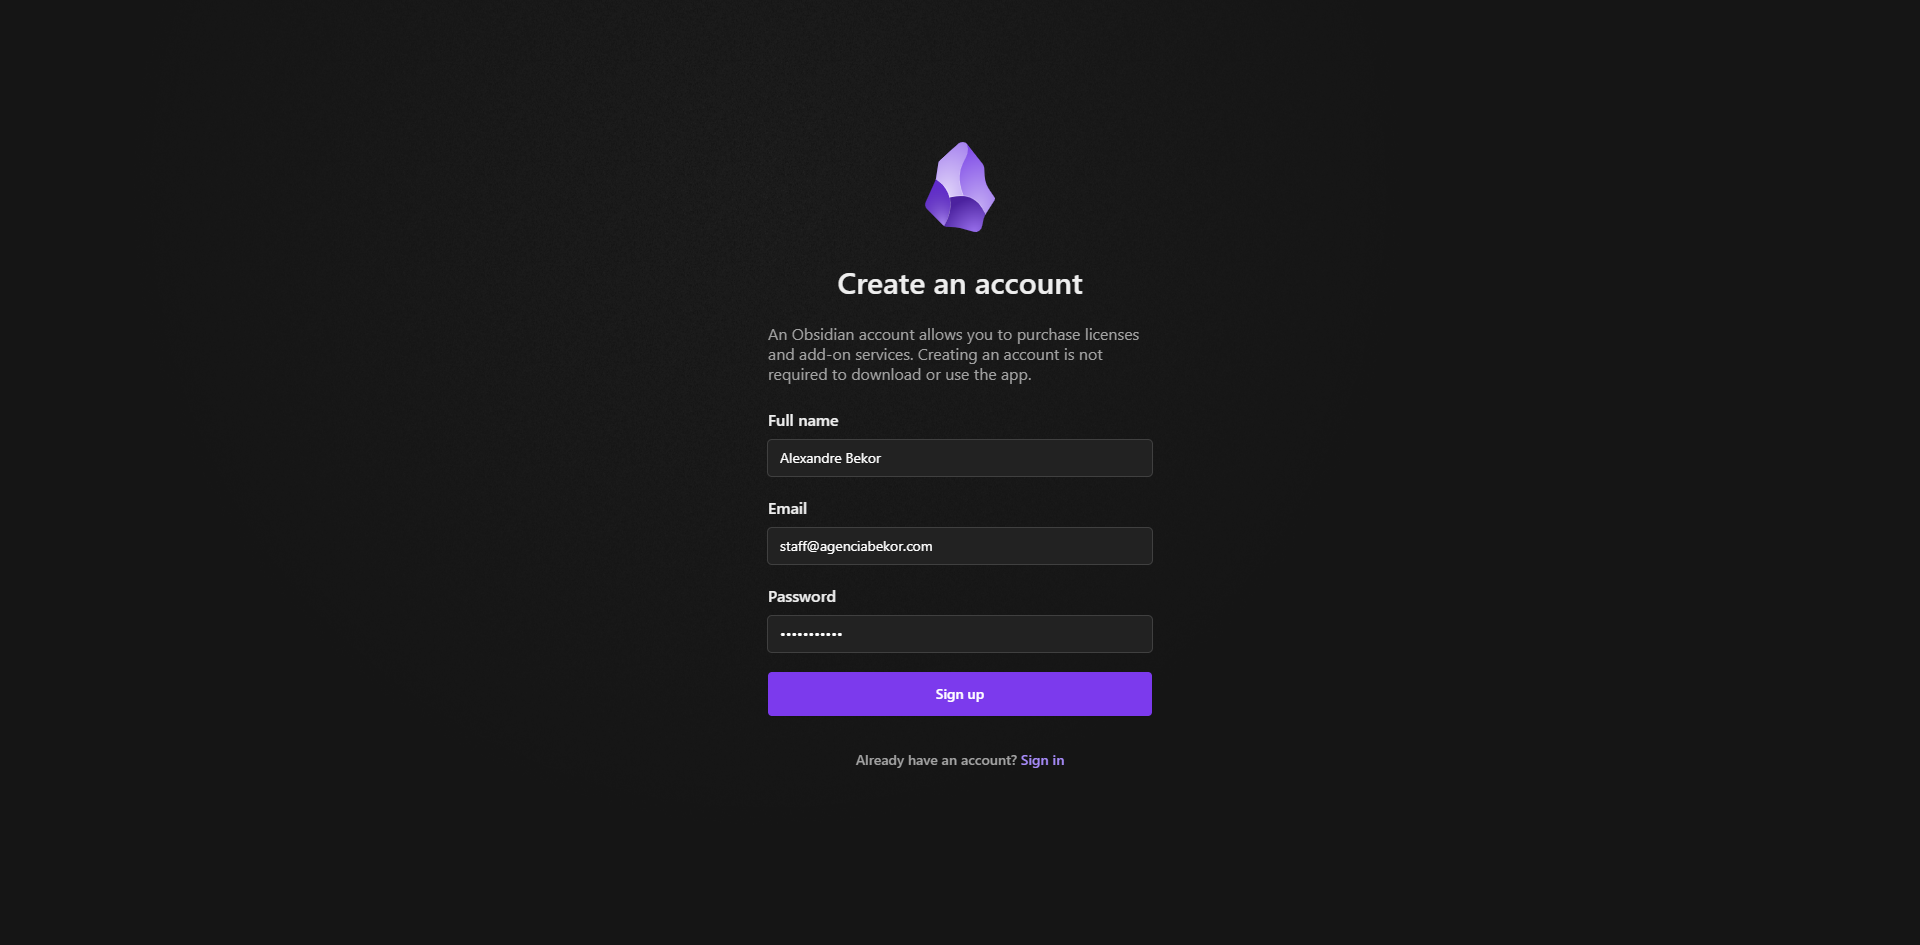 Create an account
An Obsidian account allows you to purchase licenses
and add-on services. Creating an account is not
required to download or use the app.
Full name
Alexandre Bekor
Email
staff@agenciabekor.com
Password
•••••••••••
Sign up
Already have an account? Sign in